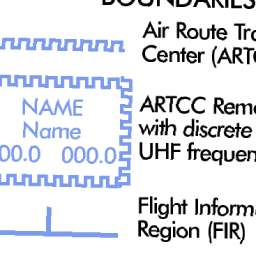 BOUNDARIES
Air Route Tra
Center (ARTC
NAME
Name
00.0 000.0
ARTCC Rem
with discrete
UHF frequen
Flight Inform
Region (FIR)